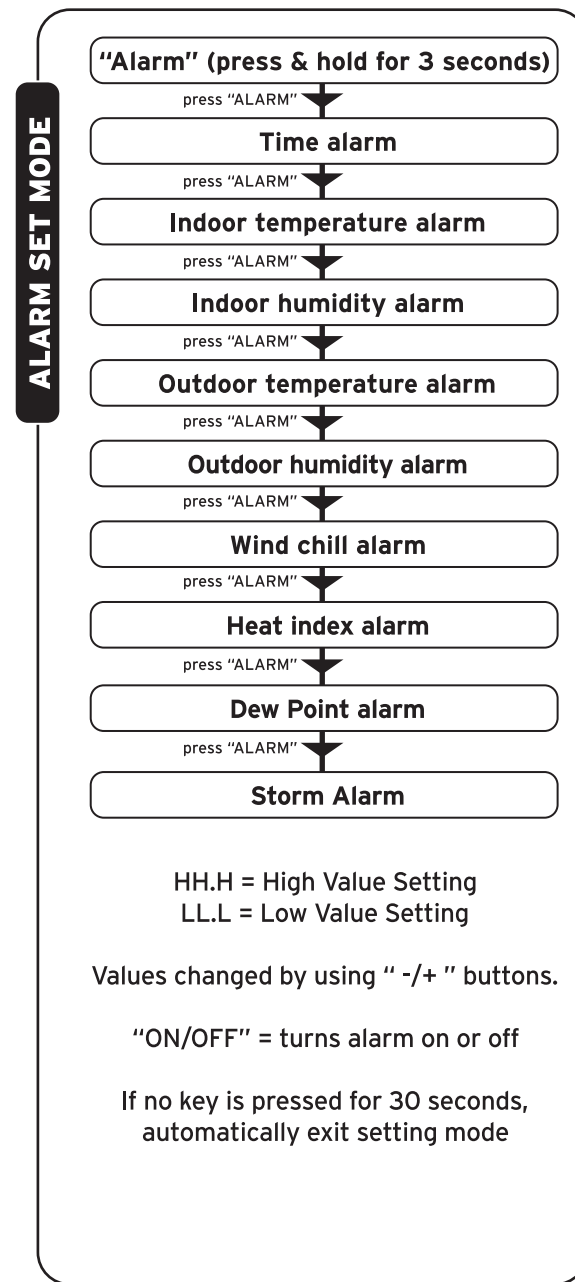 ALARM SET MODE
“Alarm” (press & hold for 3 seconds)
press “ALARM”
Time alarm
press “ALARM”
Indoor temperature alarm
press “ALARM”
Indoor humidity alarm
press “ALARM”
Outdoor temperature alarm
press “ALARM”
Outdoor humidity alarm
press “ALARM”
Wind chill alarm
press “ALARM”
Heat index alarm
press “ALARM”
Dew Point alarm
press “ALARM”
Storm Alarm
HH.H = High Value Setting
LL.L = Low Value Setting
Values changed by using “ -/+ ” buttons.
“ON/OFF” = turns alarm on or off
If no key is pressed for 30 seconds,
automatically exit setting mode